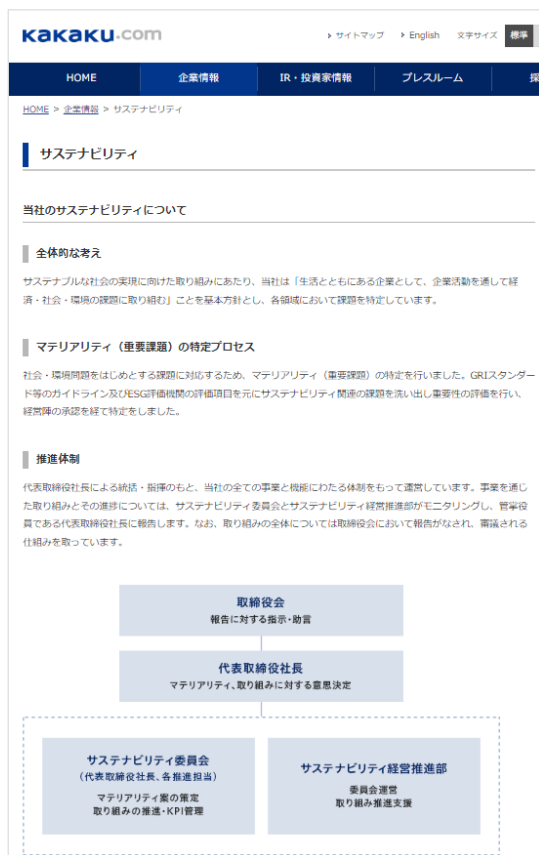 kakaku.com
サイトマップ English 文字サイズ 標準
HOME 企業情報 IR・投資家情報 プレスルーム 採
HOME > 企業情報 > サステナビリティ
サステナビリティ
当社のサステナビリティについて
全体的な考え
サステナブルな社会の実現に向けた取り組みにあたり、当社は「生活とともにある企業として、企業活動を通して経
済・社会・環境の課題に取り組む」ことを基本方針とし、各領域において課題を特定しています。
マテリアリティ（重要課題）の特定プロセス
社会・環境問題をはじめとする課題に対応するため、マテリアリティ（重要課題）の特定を行いました。GRIスタンダー
ド等のガイドライン及びESG評価機関の評価項目を元にサステナビリティ関連の課題を洗い出し重要性の評価を行い、
経営陣の承認を経て特定をしました。
推進体制
代表取締役社長による統括・指揮のもと、当社の全ての事業と機能にわたる体制をもって運営しています。事業を通じ
た取り組みとその進捗については、サステナビリティ委員会とサステナビリティ経営推進部がモニタリングし、管掌役
員である代表取締役社長に報告します。なお、取り組みの全体については取締役会において報告がなされ、審議される
仕組みを取っています。
取締役会
報告に対する指示・助言
代表取締役社長
マテリアリティ、取り組みに対する意思決定
サステナビリティ委員会
（代表取締役社長、各推進担当）
マテリアリティ案の策定
取り組みの推進・KPI管理
サステナビリティ経営推進部
委員会運営
取り組み推進支援